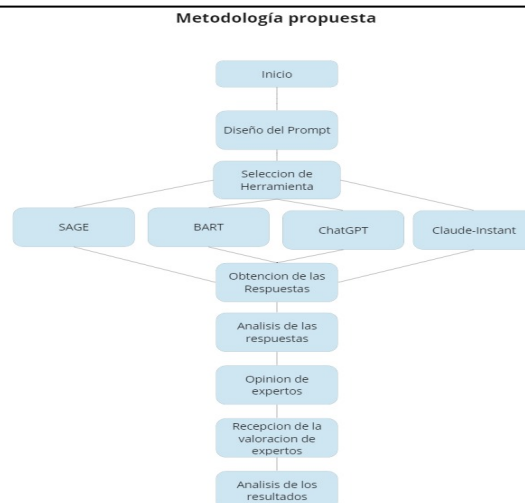 Metodología propuesta
Inicio
Diseño del Prompt
Seleccion de
Herramienta
SAGE
BART
ChatGPT
Claude-Instant
Obtencion de las
Respuestas
Analisis de las
respuestas
Opinion de
expertos
Recepcion de la
valoracion de
expertos
Analisis de los
resultados